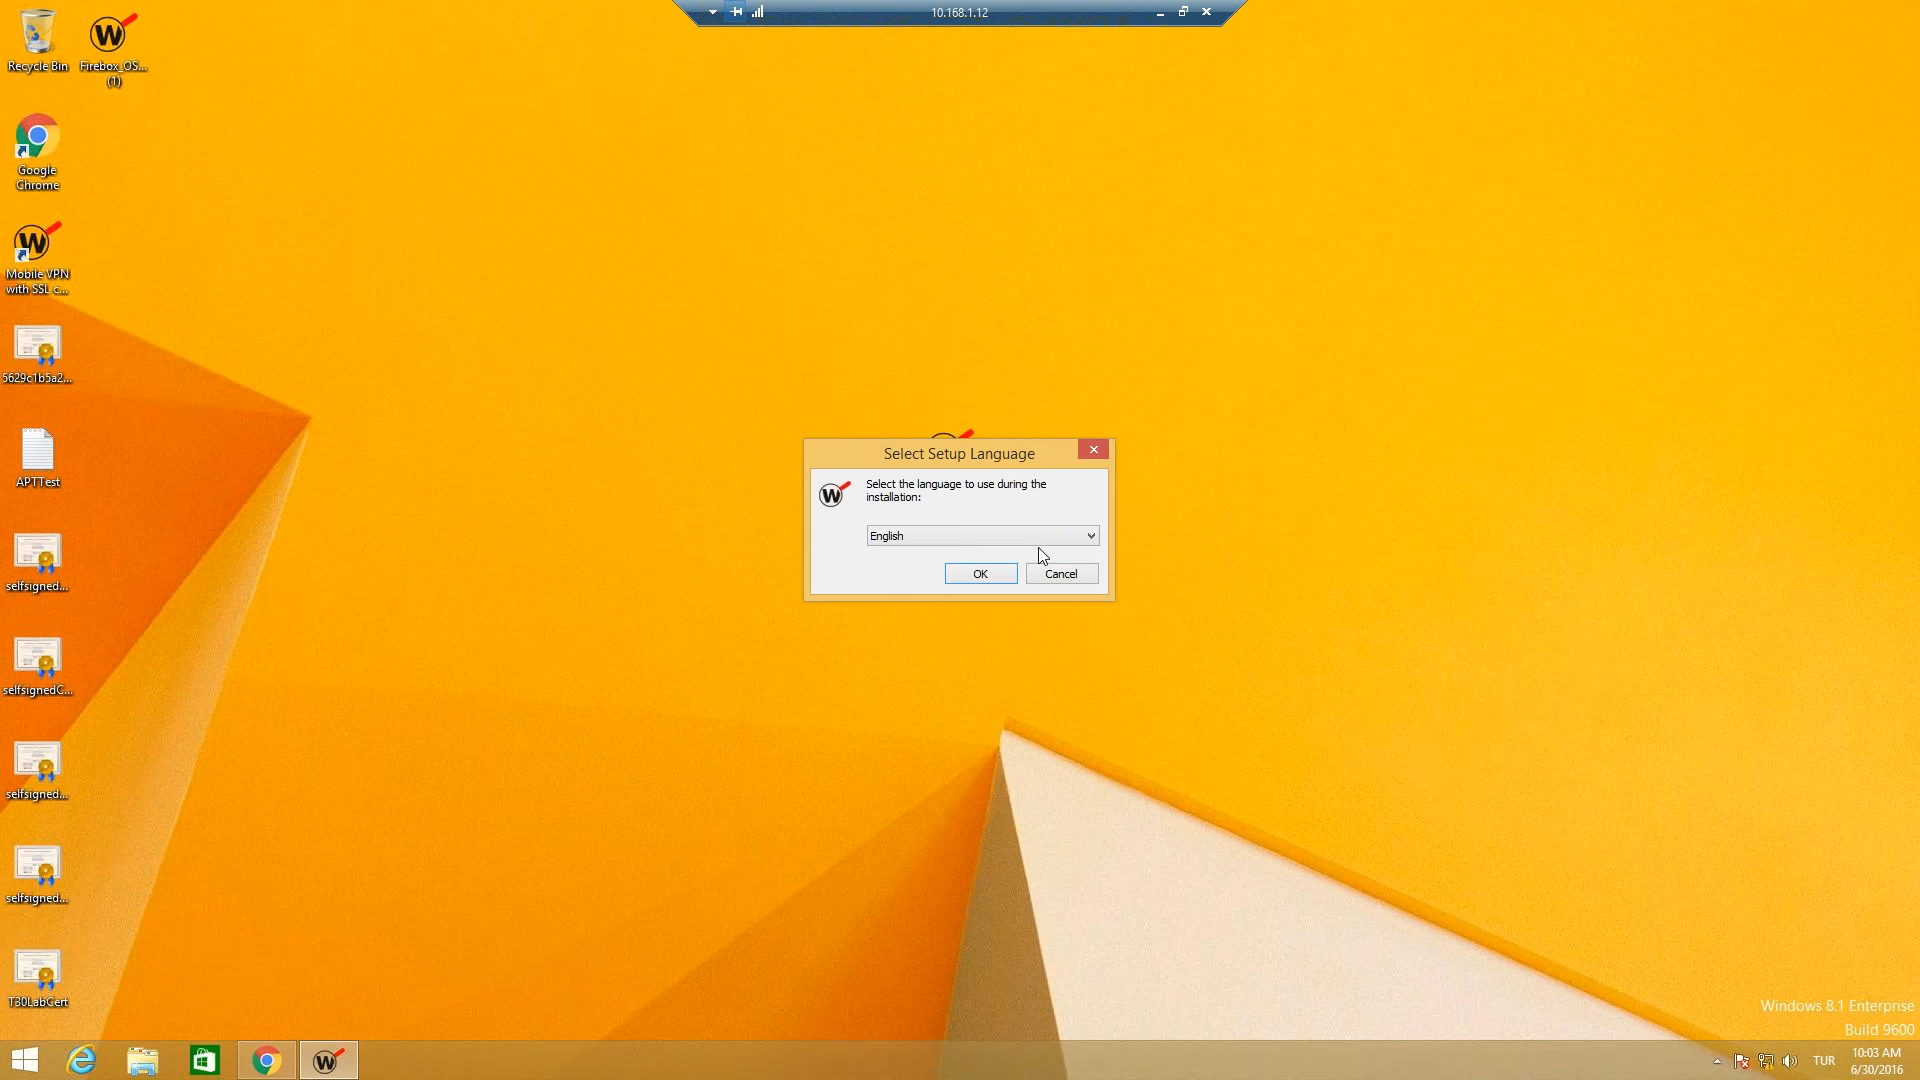 10.168.1.12
Recycle Bin
Firebox_OS...
(1)
Google
Chrome
Mobile VPN
with SSL c...
5629c1b5a2...
APTTest
selfsigned...
selfsignedC...
selfsigned...
selfsigned...
T30LabCert
Select Setup Language
Select the language to use during the
installation:
English
OK
Cancel
Windows 8.1 Enterprise
Build 9600
TUR
10:03 AM
6/30/2016